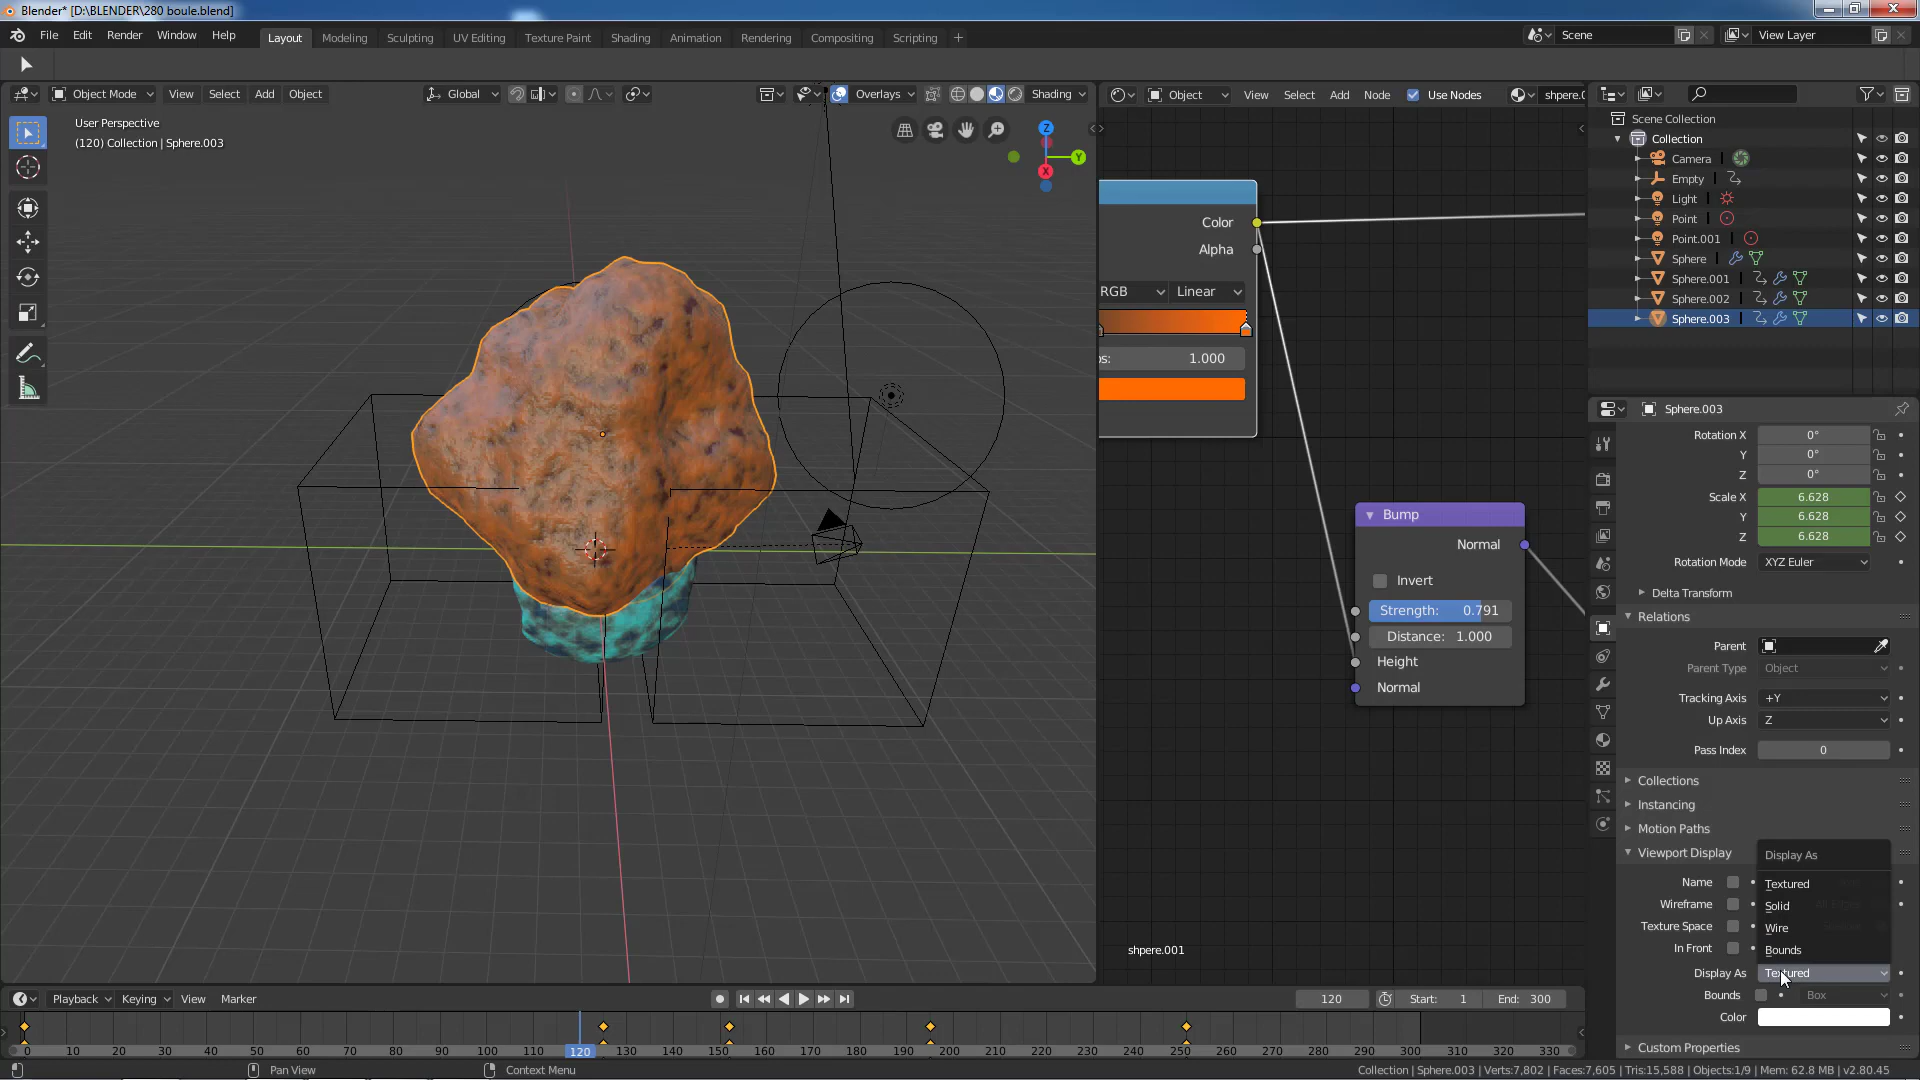 Blender* [D:\BLENDER\280 boule.blend]
File Edit Render Window Help
Layout Modeling Sculpting UV Editing Texture Paint Shading Animation Rendering Compositing Scripting
Scene
View Layer
Object Mode View Select Add Object
Global
Overlays
Shading
Object View Select Add Node Use Nodes shpere.0
User Perspective
(120) Collection | Sphere.003
Z
Y
X
Color
Alpha
RGB Linear
os: 1.000
Bump
Normal
Invert
Strength: 0.791
Distance: 1.000
Height
Normal
shpere.001
Scene Collection
Collection
Camera
Empty
Light
Point
Point.001
Sphere
Sphere.001
Sphere.002
Sphere.003
Sphere.003
Rotation X 0°
Y 0°
Z 0°
Scale X 6.628
Y 6.628
Z 6.628
Rotation Mode XYZ Euler
Delta Transform
Relations
Parent
Parent Type Object
Tracking Axis +Y
Up Axis Z
Pass Index 0
Collections
Instancing
Motion Paths
Viewport Display
Display As
Name
Textured
Wireframe
Solid
Texture Space
Wire
In Front
Bounds
Display As Textured
Bounds Box
Color
Custom Properties
Playback Keying View Marker
120 Start: 1 End: 300
0 10 20 30 40 50 60 70 80 90 100 110 120 130 140 150 160 170 180 190 200 210 220 230 240 250 260 270 280 290 300 310 320 330
Pan View
Context Menu
Collection | Sphere.003 | Verts:7,802 | Faces:7,605 | Tris:15,588 | Objects:1/9 | Mem: 62.8 MB | v2.80.45